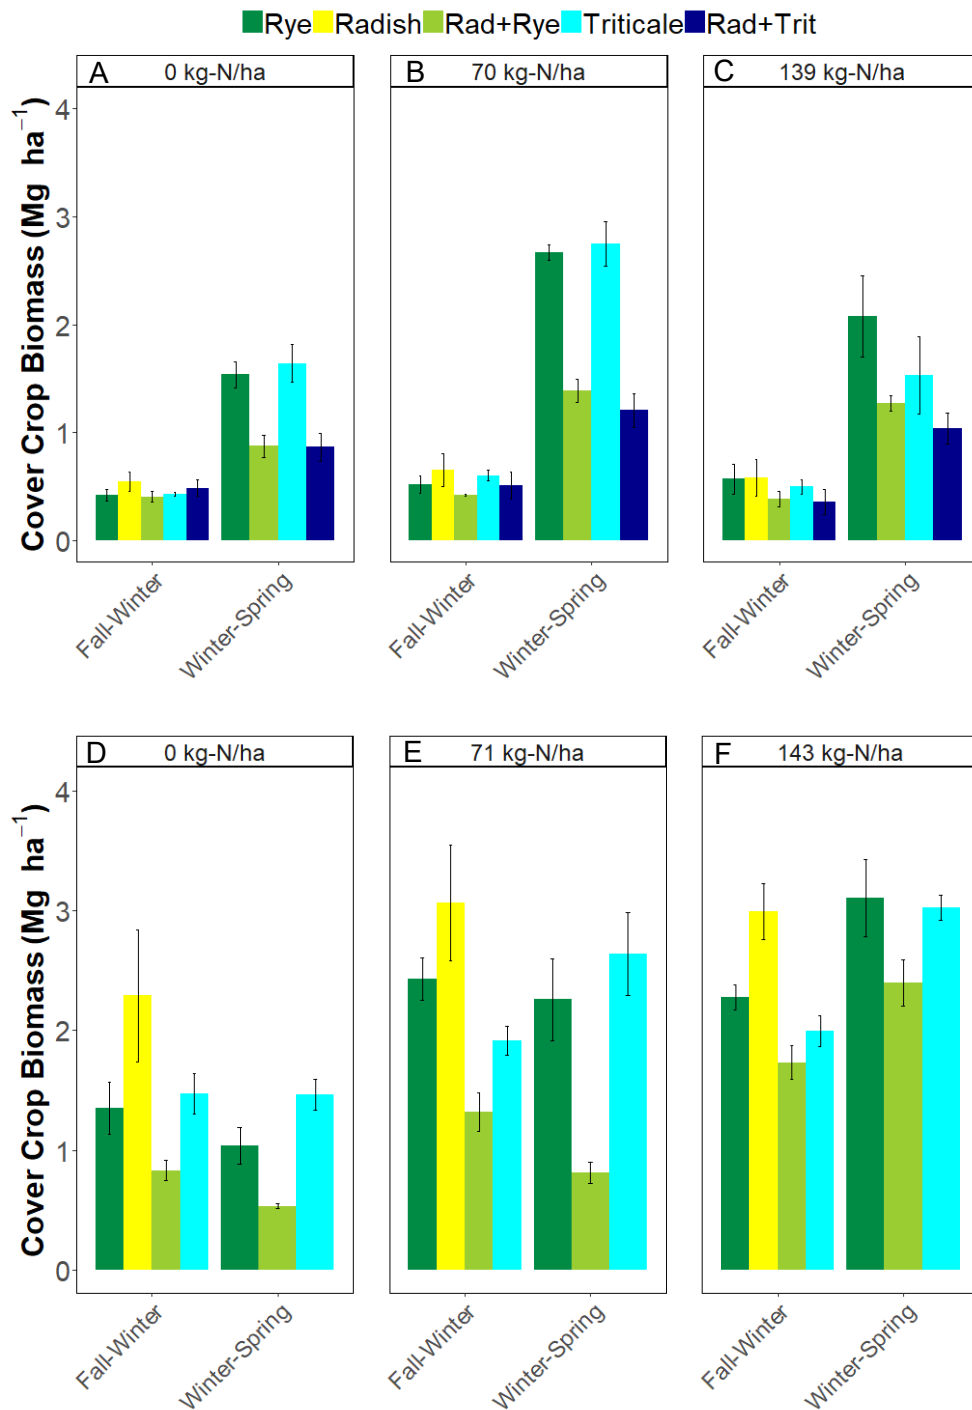 Rye Radish Rad+Rye Triticale Rad+Trit
A 0 kg-N/ha B 70 kg-N/ha C 139 kg-N/ha
Cover Crop Biomass (Mg ha⁻¹)
4
3
2
1
0
Fall-Winter Winter-Spring Fall-Winter Winter-Spring Fall-Winter Winter-Spring
D 0 kg-N/ha E 71 kg-N/ha F 143 kg-N/ha
Cover Crop Biomass (Mg ha⁻¹)
4
3
2
1
0
Fall-Winter Winter-Spring Fall-Winter Winter-Spring Fall-Winter Winter-Spring